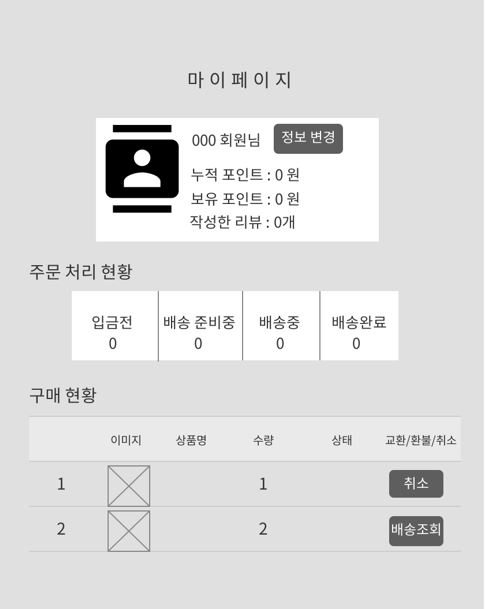 마이페이지
000 회원님 정보 변경
누적 포인트 : 0 원
보유 포인트 : 0 원
작성한 리뷰 : 0개
주문 처리 현황
입금전 배송 준비중 배송중 배송완료
0 0 0 0
구매 현황
이미지 상품명 수량 상태 교환/환불/취소
1 1 취소
2 2 배송조회